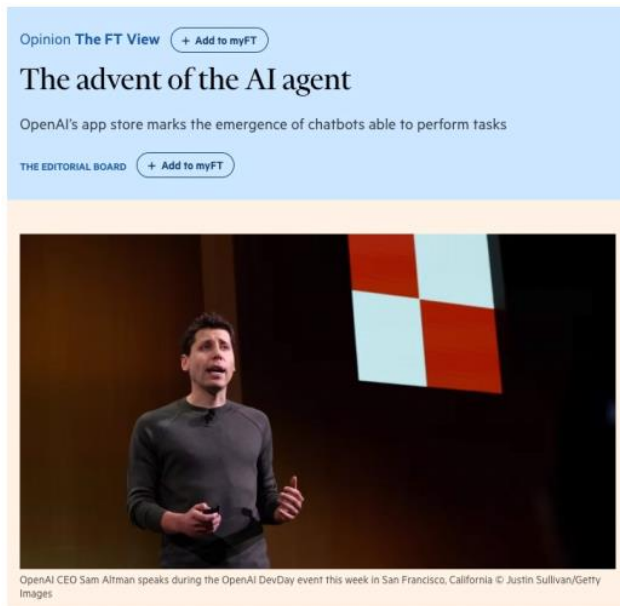 Opinion The FT View + Add to myFT
The advent of the AI agent
OpenAI's app store marks the emergence of chatbots able to perform tasks
THE EDITORIAL BOARD + Add to myFT
OpenAI CEO Sam Altman speaks during the OpenAI DevDay event this week in San Francisco, California © Justin Sullivan/Getty
Images